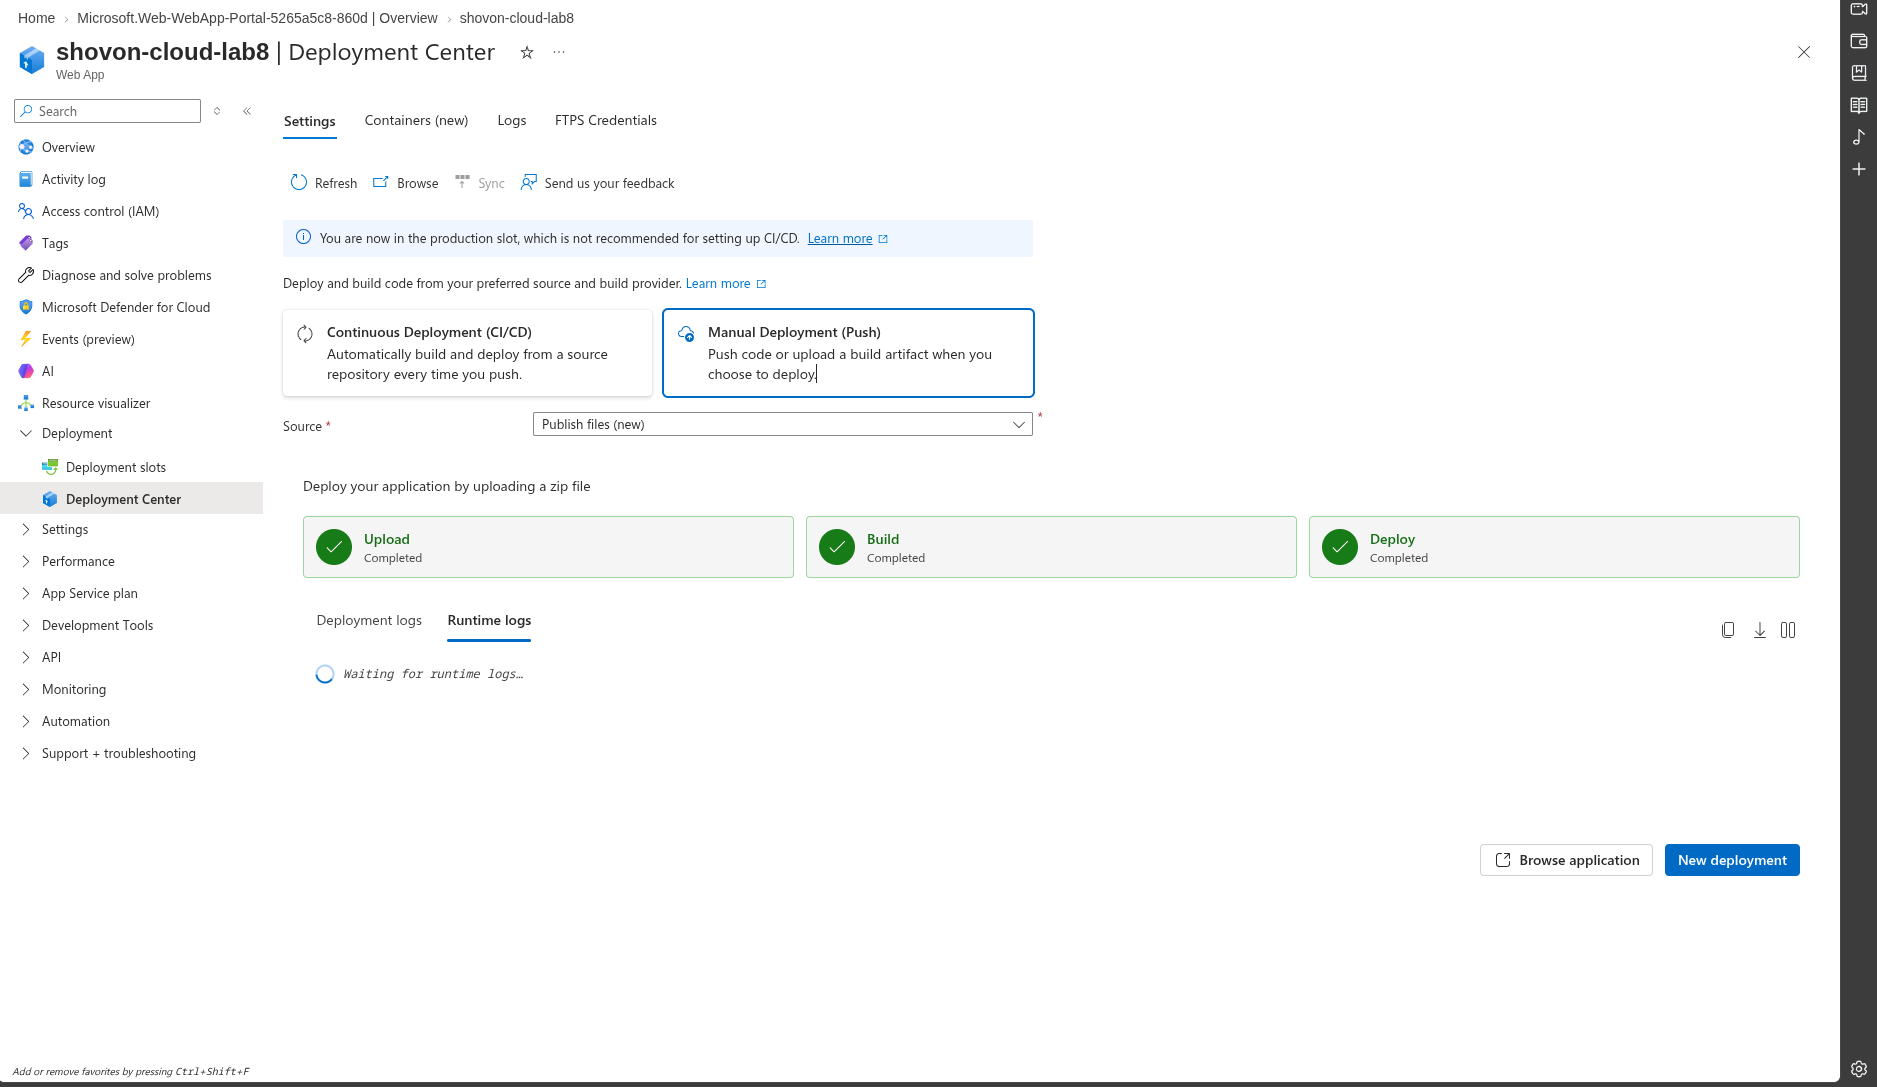 Home › Microsoft.Web-WebApp-Portal-5265a5c8-860d | Overview › shovon-cloud-lab8
shovon-cloud-lab8 | Deployment Center
Web App
Search
Overview
Activity log
Access control (IAM)
Tags
Diagnose and solve problems
Microsoft Defender for Cloud
Events (preview)
AI
Resource visualizer
Deployment
Deployment slots
Deployment Center
Settings
Performance
App Service plan
Development Tools
API
Monitoring
Automation
Support + troubleshooting
Add or remove favorites by pressing Ctrl+Shift+F
Settings Containers (new) Logs FTPS Credentials
Refresh Browse Sync Send us your feedback
You are now in the production slot, which is not recommended for setting up CI/CD. Learn more
Deploy and build code from your preferred source and build provider. Learn more
Continuous Deployment (CI/CD)
Automatically build and deploy from a source
repository every time you push.
Manual Deployment (Push)
Push code or upload a build artifact when you
choose to deploy.
Source * Publish files (new) *
Deploy your application by uploading a zip file
Upload
Completed
Build
Completed
Deploy
Completed
Deployment logs Runtime logs
Waiting for runtime logs…
Browse application New deployment